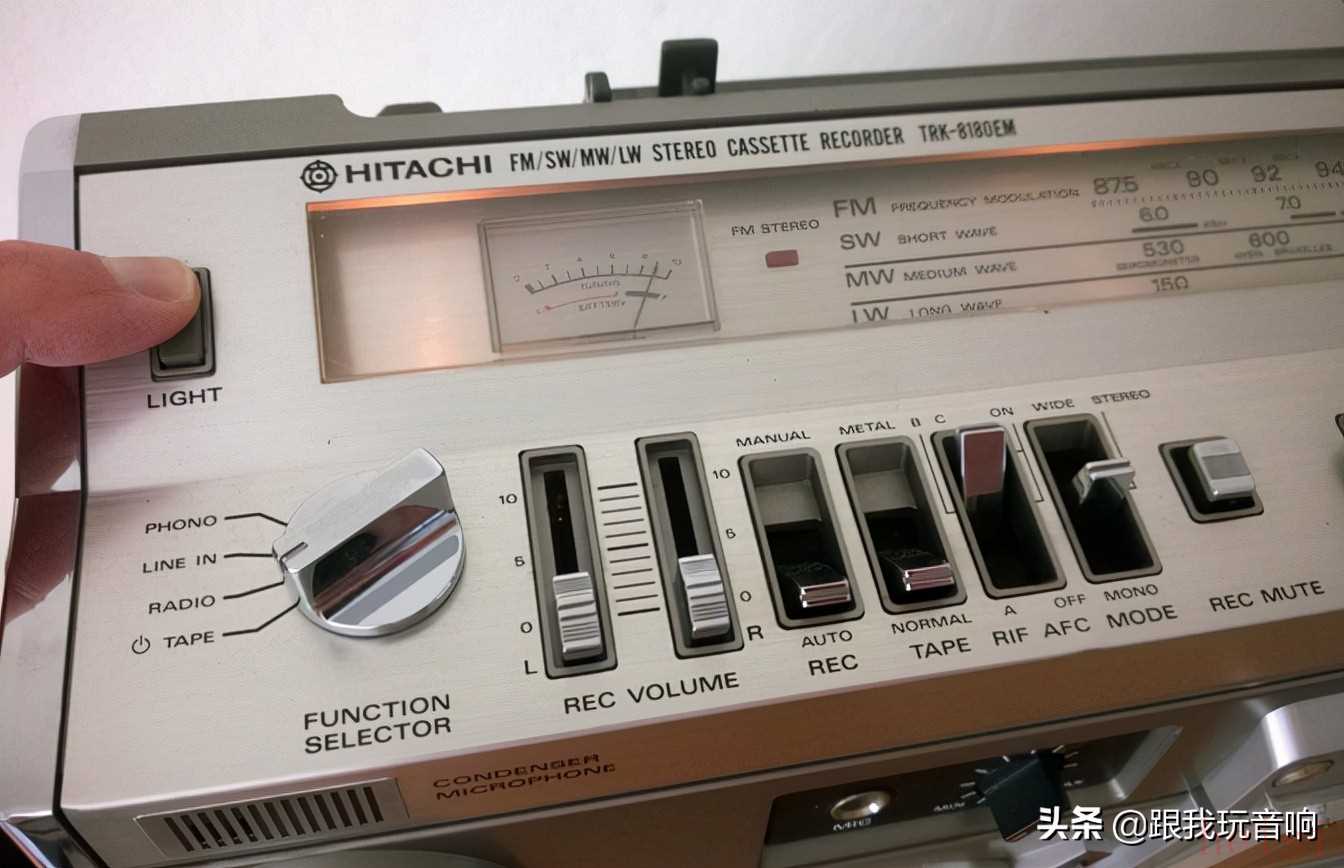 HITACHI FM/SW/MW/LW STEREO CASSETTE RECORDER TRK-8180EM
FM STEREO
FM FREQUENCY MODULATION 87.5 90 92 94
SW SHORT WAVE 6.0 7.0
MW MEDIUM WAVE 530 600
LW LONG WAVE 150
LIGHT
PHONO
LINE IN
RADIO
TAPE
FUNCTION
SELECTOR
10
5
0
L
10
5
0
R
REC VOLUME
MANUAL
AUTO
REC
METAL
NORMAL
TAPE
B C ON WIDE STEREO
A OFF MONO
RIF AFC MODE
REC MUTE
CONDENSER
MICROPHONE
头条 @跟我玩音响